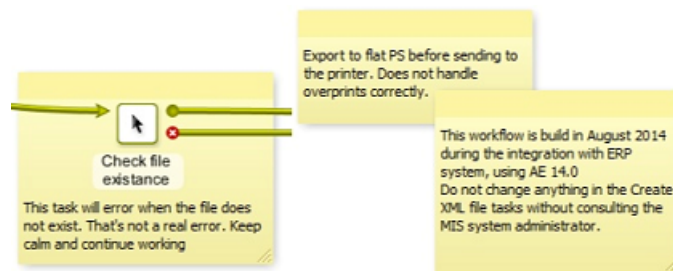 Export to flat PS before sending to
the printer. Does not handle
overprints correctly.
Check file
existance
This task will error when the file does
not exist. That's not a real error. Keep
calm and continue working
This workflow is build in August 2014
during the integration with ERP
system, using AE 14.0
Do not change anything in the Create
XML file tasks without consulting the
MIS system administrator.